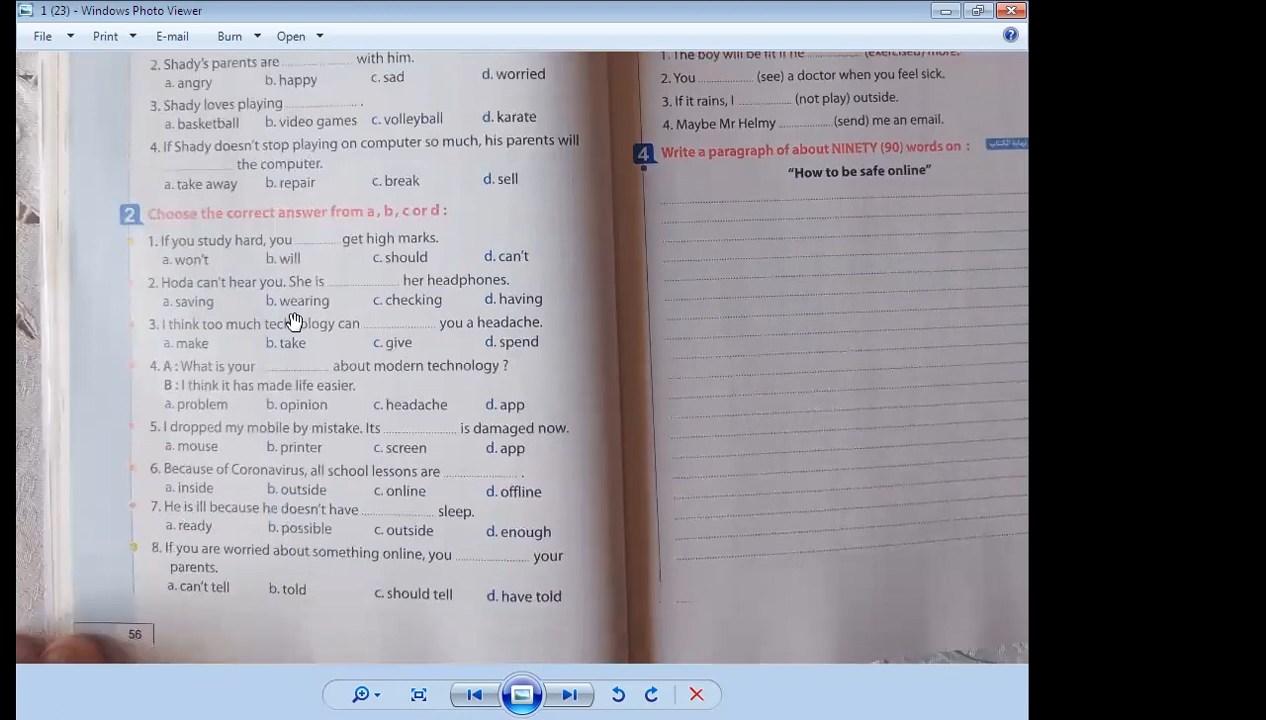 1 (23) - Windows Photo Viewer
File Print E-mail Burn Open
2. Shady's parents are ............ with him.
a. angry b. happy c. sad d. worried
3. Shady loves playing ............ .
a. basketball b. video games c. volleyball d. karate
4. If Shady doesn't stop playing on computer so much, his parents will
............ the computer.
a. take away b. repair c. break d. sell
2 Choose the correct answer from a, b, c or d :
1. If you study hard, you ............ get high marks.
a. won't b. will c. should d. can't
2. Hoda can't hear you. She is ............ her headphones.
a. saving b. wearing c. checking d. having
3. I think too much technology can ............ you a headache.
a. make b. take c. give d. spend
4. A : What is your ............ about modern technology ?
B : I think it has made life easier.
a. problem b. opinion c. headache d. app
5. I dropped my mobile by mistake. Its ............ is damaged now.
a. mouse b. printer c. screen d. app
6. Because of Coronavirus, all school lessons are ............ .
a. inside b. outside c. online d. offline
7. He is ill because he doesn't have ............ sleep.
a. ready b. possible c. outside d. enough
8. If you are worried about something online, you ............ your
parents.
a. can't tell b. told c. should tell d. have told
56
1. The boy will be fit if he ............ (exercised) more.
2. You ............ (see) a doctor when you feel sick.
3. If it rains, I ............ (not play) outside.
4. Maybe Mr Helmy ............ (send) me an email.
4 Write a paragraph of about NINETY (90) words on :
"How to be safe online"